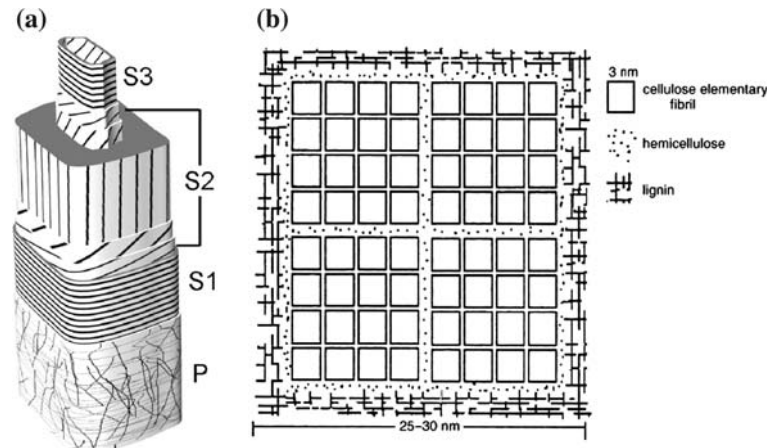 (a)
S3
S2
S1
P
(b)
3 nm
cellulose elementary
fibril
hemicellulose
lignin
25–30 nm